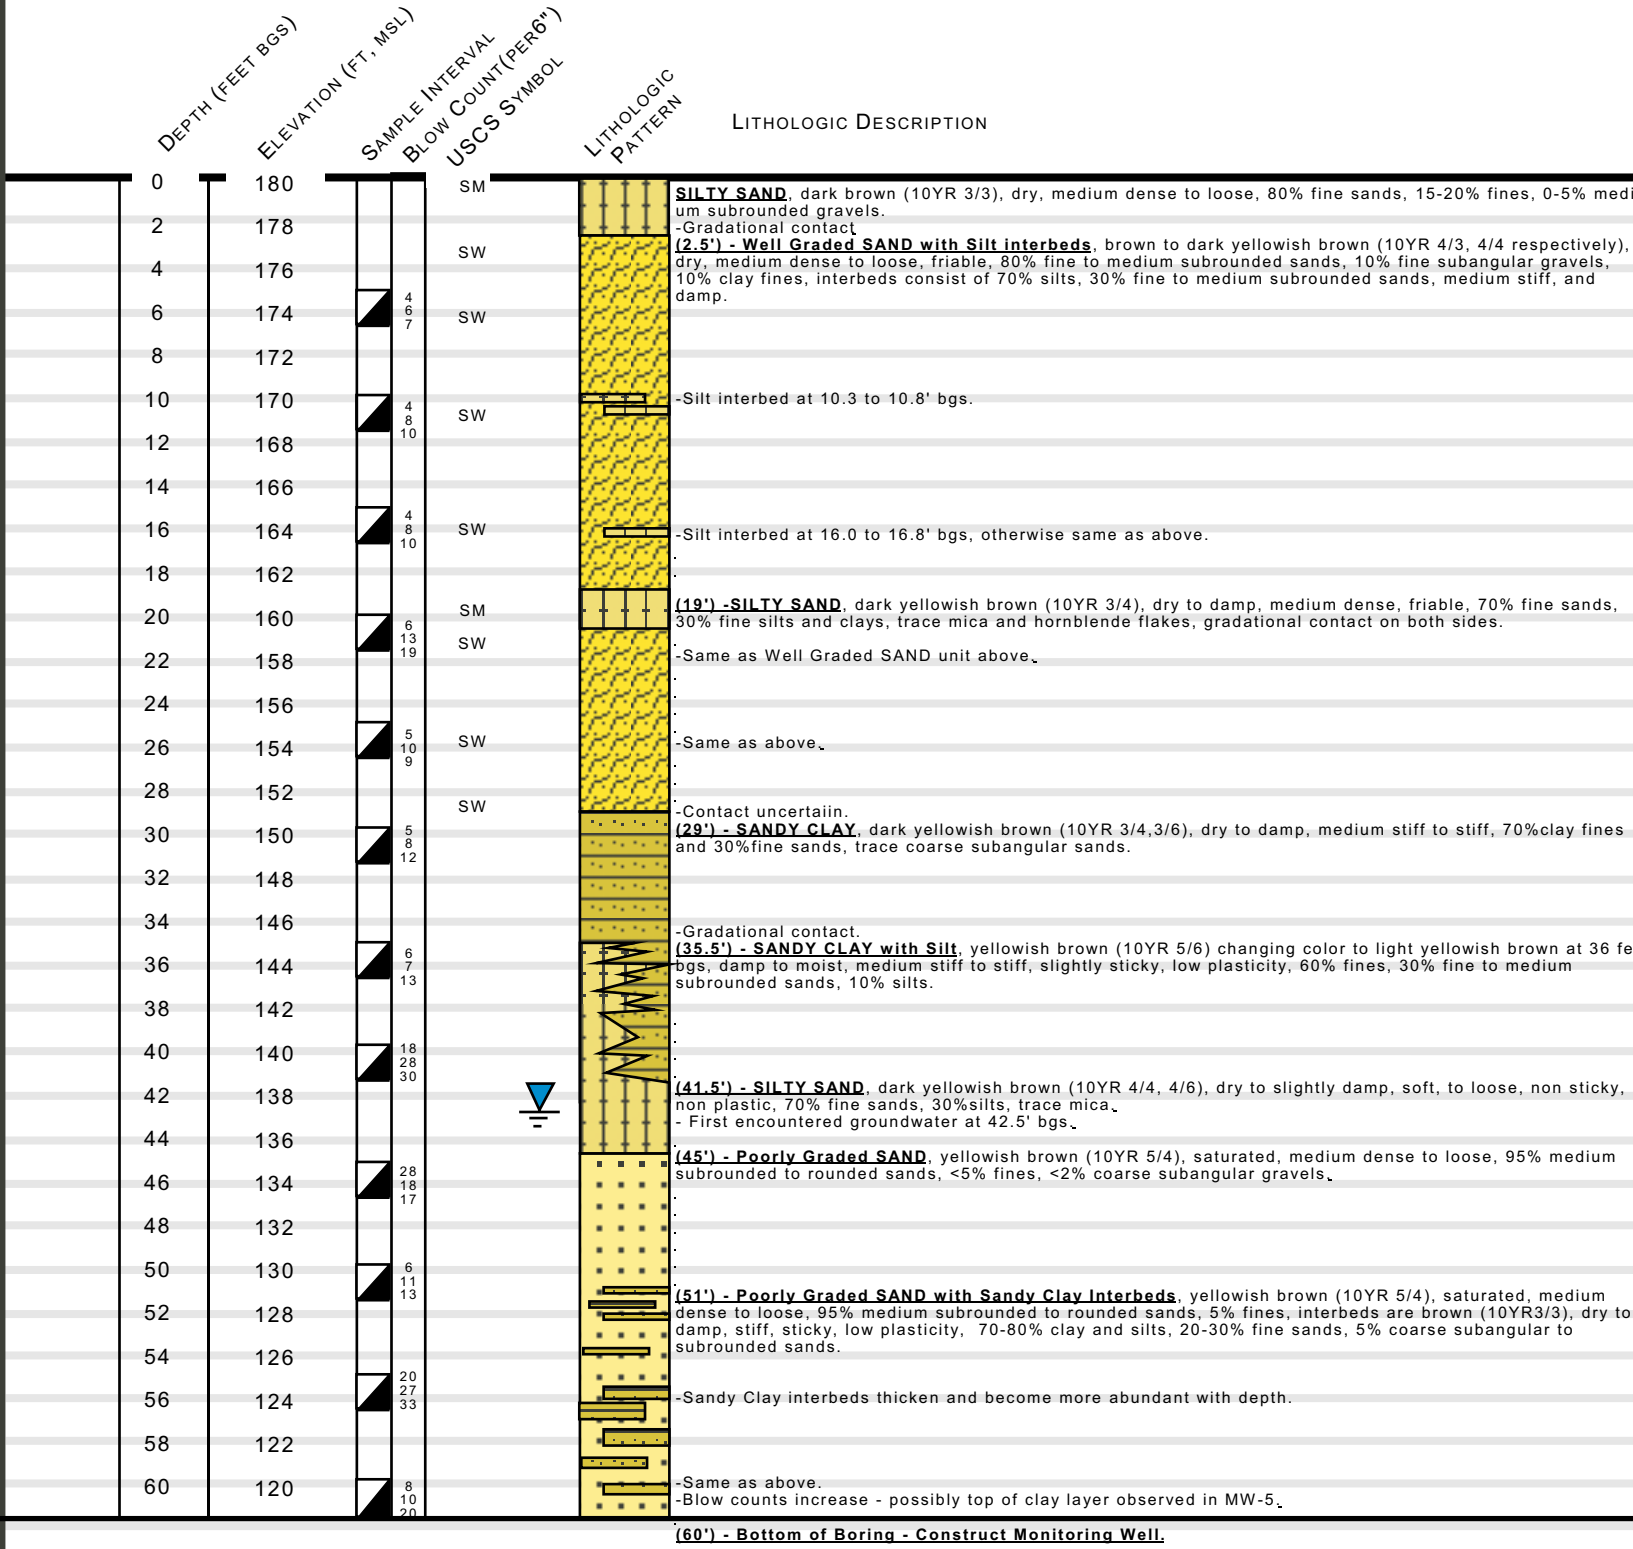 DEPTH (FEET BGS)
ELEVATION (FT, MSL)
SAMPLE INTERVAL
BLOW COUNT(PER6")
USCS SYMBOL
LITHOLOGIC
PATTERN
LITHOLOGIC DESCRIPTION
0 180 SM
SILTY SAND, dark brown (10YR 3/3), dry, medium dense to loose, 80% fine sands, 15-20% fines, 0-5% medi
um subrounded gravels.
2 178
-Gradational contact
(2.5') - Well Graded SAND with Silt interbeds, brown to dark yellowish brown (10YR 4/3, 4/4 respectively),
SW
dry, medium dense to loose, friable, 80% fine to medium subrounded sands, 10% fine subangular gravels,
4 176
10% clay fines, interbeds consist of 70% silts, 30% fine to medium subrounded sands, medium stiff, and
damp.
4
6
7
6 174 SW
8 172
10 170
-Silt interbed at 10.3 to 10.8' bgs.
4
8
10
SW
12 168
14 166
4
8
10
16 164 SW
-Silt interbed at 16.0 to 16.8' bgs, otherwise same as above.
18 162
SM
(19') -SILTY SAND, dark yellowish brown (10YR 3/4), dry to damp, medium dense, friable, 70% fine sands,
20 160
30% fine silts and clays, trace mica and hornblende flakes, gradational contact on both sides.
6
13
19
SW
22 158
-Same as Well Graded SAND unit above.
24 156
5
10
9
26 154 SW
-Same as above.
28 152
SW
-Contact uncertaiin.
(29') - SANDY CLAY, dark yellowish brown (10YR 3/4,3/6), dry to damp, medium stiff to stiff, 70%clay fines
30 150
and 30%fine sands, trace coarse subangular sands.
5
8
12
32 148
34 146
-Gradational contact.
(35.5') - SANDY CLAY with Silt, yellowish brown (10YR 5/6) changing color to light yellowish brown at 36 fe
36 144
bgs, damp to moist, medium stiff to stiff, slightly sticky, low plasticity, 60% fines, 30% fine to medium
subrounded sands, 10% silts.
6
7
13
38 142
40 140
18
28
30
(41.5') - SILTY SAND, dark yellowish brown (10YR 4/4, 4/6), dry to slightly damp, soft, to loose, non sticky,
42 138
non plastic, 70% fine sands, 30%silts, trace mica.
- First encountered groundwater at 42.5' bgs.
44 136
(45') - Poorly Graded SAND, yellowish brown (10YR 5/4), saturated, medium dense to loose, 95% medium
subrounded to rounded sands, <5% fines, <2% coarse subangular gravels.
46 134
28
18
17
48 132
50 130
6
11
13
(51') - Poorly Graded SAND with Sandy Clay Interbeds, yellowish brown (10YR 5/4), saturated, medium
52 128
dense to loose, 95% medium subrounded to rounded sands, 5% fines, interbeds are brown (10YR3/3), dry to
damp, stiff, sticky, low plasticity, 70-80% clay and silts, 20-30% fine sands, 5% coarse subangular to
subrounded sands.
54 126
20
27
33
56 124
-Sandy Clay interbeds thicken and become more abundant with depth.
58 122
60 120
-Same as above.
8
10
20
-Blow counts increase - possibly top of clay layer observed in MW-5.
(60') - Bottom of Boring - Construct Monitoring Well.